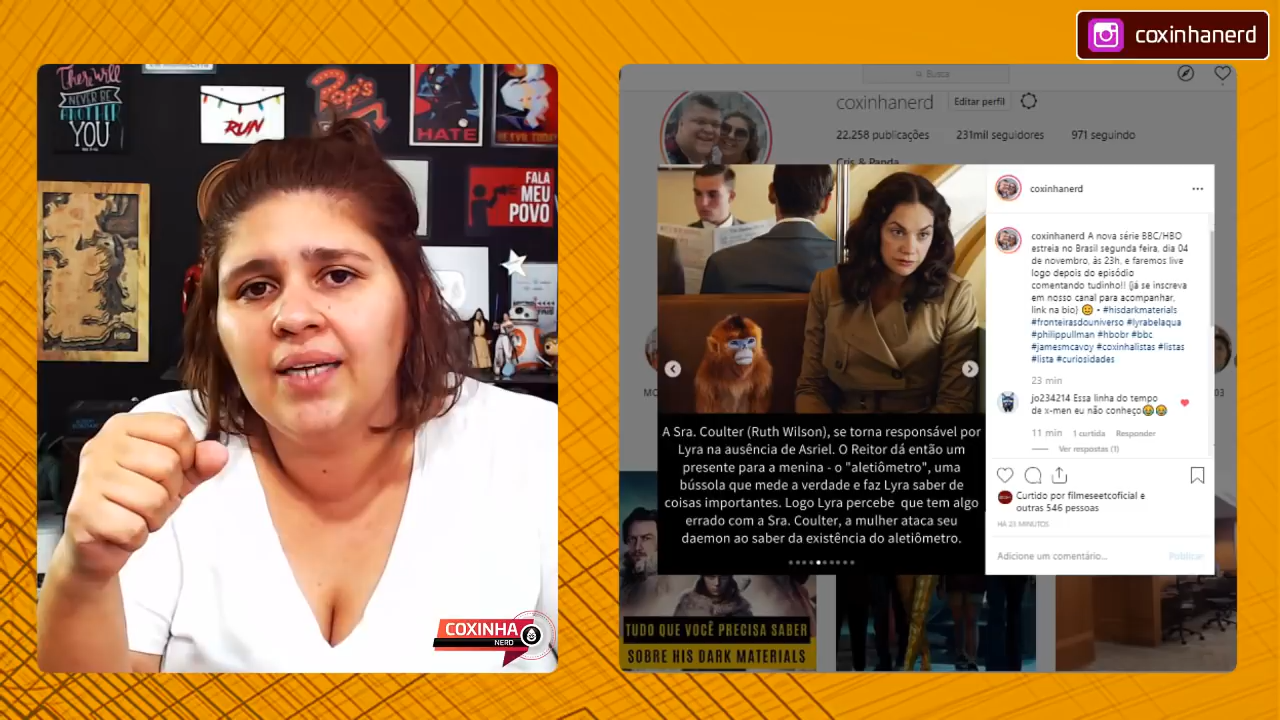 coxinhanerd
There will
NEVER BE
ANOTHER
YOU
RUN
Pop's
HATE
FALA
MEU
POVO
HBO
COXINHA
NERD
Busca
coxinhanerd
Editar perfil
22.258 publicações
231mil seguidores
971 seguindo
Cris & Panda
coxinhanerd
coxinhanerd A nova série BBC/HBO
estreia no Brasil segunda feira, dia 04
de novembro, às 23h, e faremos live
logo depois do episódio
comentando tudinho!! (já se inscreva
em nosso canal para acompanhar,
link na bio) 😊 • #hisdarkmaterials
#fronteirasdouniverso #lyrabelaqua
#philippullman #hbobr #bbc
#jamesmcavoy #coxinhalistas #listas
#lista #curiosidades
23 min
jo234214 Essa linha do tempo
de x-men eu não conheço😂😂
11 min 1 curtida Responder
Ver respostas (1)
Curtido por filmeseetcoficial e
outras 546 pessoas
HÁ 23 MINUTOS
Adicione um comentário... Publicar
A Sra. Coulter (Ruth Wilson), se torna responsável por
Lyra na ausência de Asriel. O Reitor dá então um
presente para a menina - o "aletiômetro", uma
bússola que mede a verdade e faz Lyra saber de
coisas importantes. Logo Lyra percebe que tem algo
errado com a Sra. Coulter, a mulher ataca seu
daemon ao saber da existência do aletiômetro.
TUDO QUE VOCÊ PRECISA SABER
SOBRE HIS DARK MATERIALS